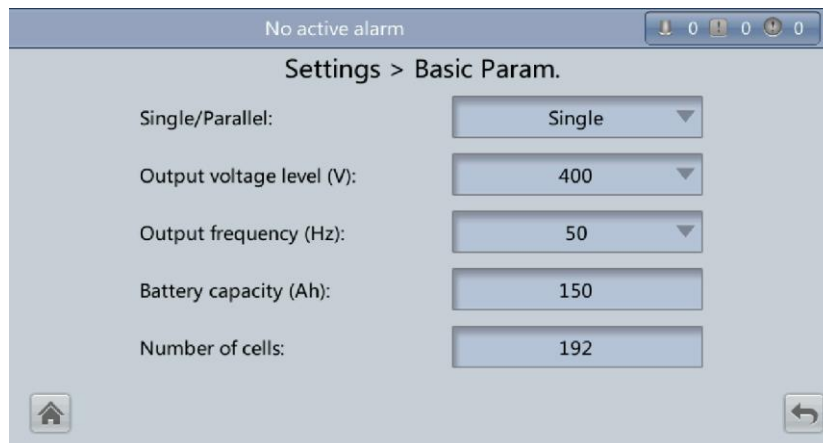 No active alarm 0 0 0
Settings > Basic Param.
Single/Parallel: Single
Output voltage level (V): 400
Output frequency (Hz): 50
Battery capacity (Ah): 150
Number of cells: 192